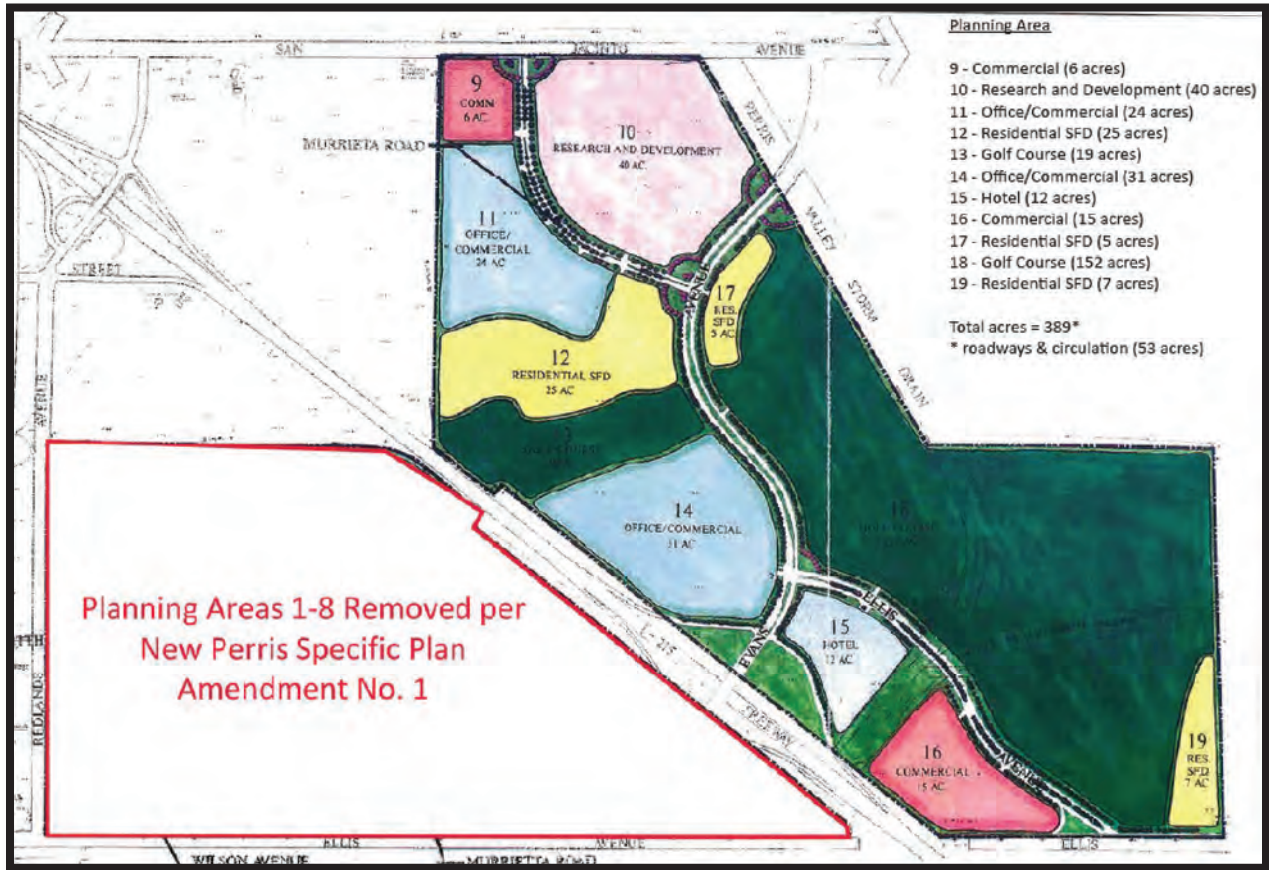 SAN JACINTO AVENUE
Planning Area
9 - Commercial (6 acres)
10 - Research and Development (40 acres)
11 - Office/Commercial (24 acres)
12 - Residential SFD (25 acres)
13 - Golf Course (19 acres)
14 - Office/Commercial (31 acres)
15 - Hotel (12 acres)
16 - Commercial (15 acres)
17 - Residential SFD (5 acres)
18 - Golf Course (152 acres)
19 - Residential SFD (7 acres)
Total acres = 389*
* roadways & circulation (53 acres)
9
COMM
6 AC
MURRIETA ROAD
10
RESEARCH AND DEVELOPMENT
40 AC
PERRIS
VALLEY
STORM
DRAIN
11
OFFICE/
COMMERCIAL
24 AC
STREET
AVENUE
17
RES.
SFD
5 AC
12
RESIDENTIAL SFD
25 AC
14
OFFICE/COMMERCIAL
31 AC
18
ELLIS
AVENUE
EVANS
15
HOTEL
12 AC
I - 215
FREEWAY
16
COMMERCIAL
15 AC
19
RES.
SFD
7 AC
Planning Areas 1-8 Removed per
New Perris Specific Plan
Amendment No. 1
REDLANDS
AVENUE
ELLIS AVENUE
ELLIS
WILSON AVENUE
MURRIETTA ROAD